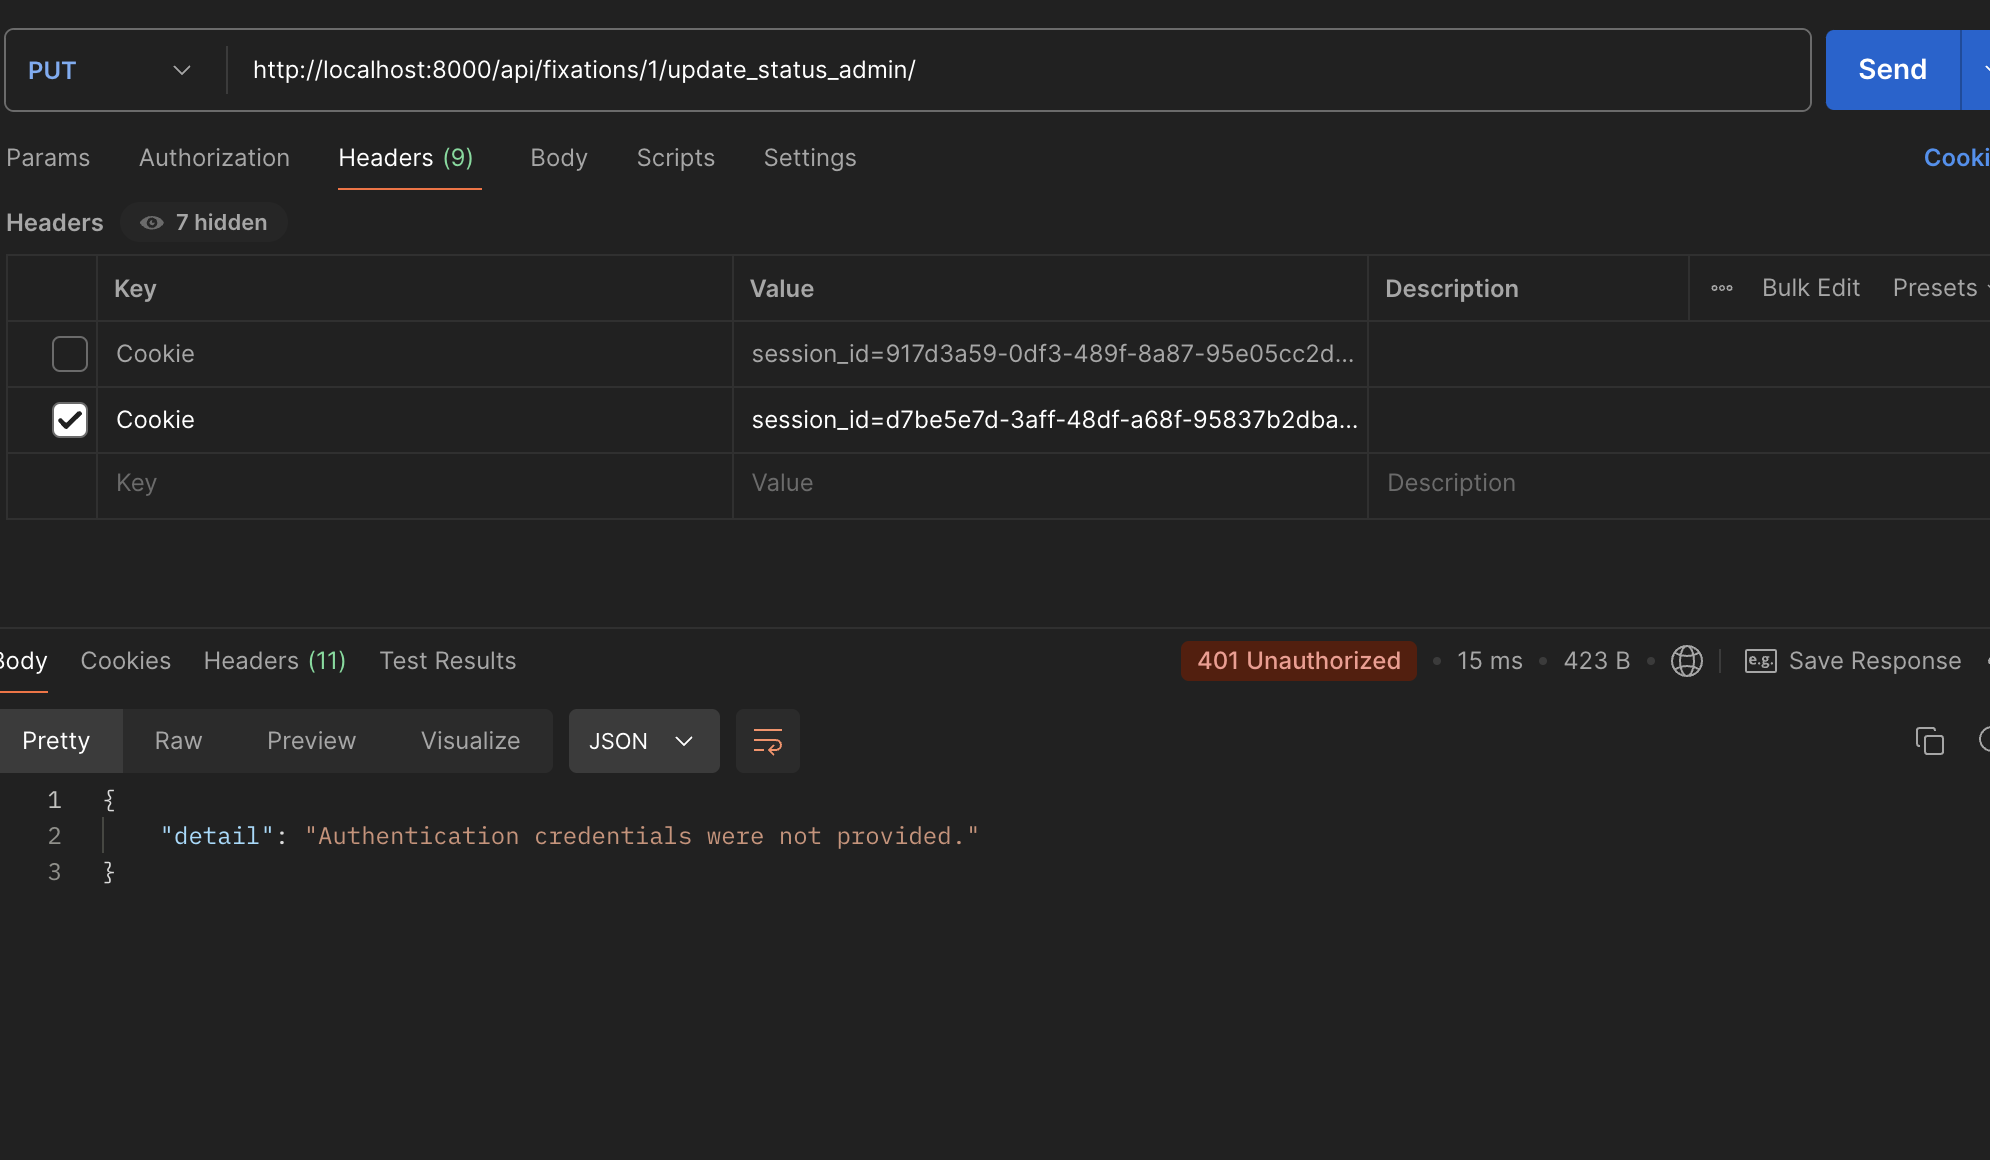 PUT http://localhost:8000/api/fixations/1/update_status_admin/ Send
Params Authorization Headers (9) Body Scripts Settings Cooki
Headers 7 hidden
Key Value Description Bulk Edit Presets
Cookie session_id=917d3a59-0df3-489f-8a87-95e05cc2d...
Cookie session_id=d7be5e7d-3aff-48df-a68f-95837b2dba...
Key Value Description
Body Cookies Headers (11) Test Results 401 Unauthorized • 15 ms • 423 B • e.g. Save Response
Pretty Raw Preview Visualize JSON
1 {
2 "detail": "Authentication credentials were not provided."
3 }